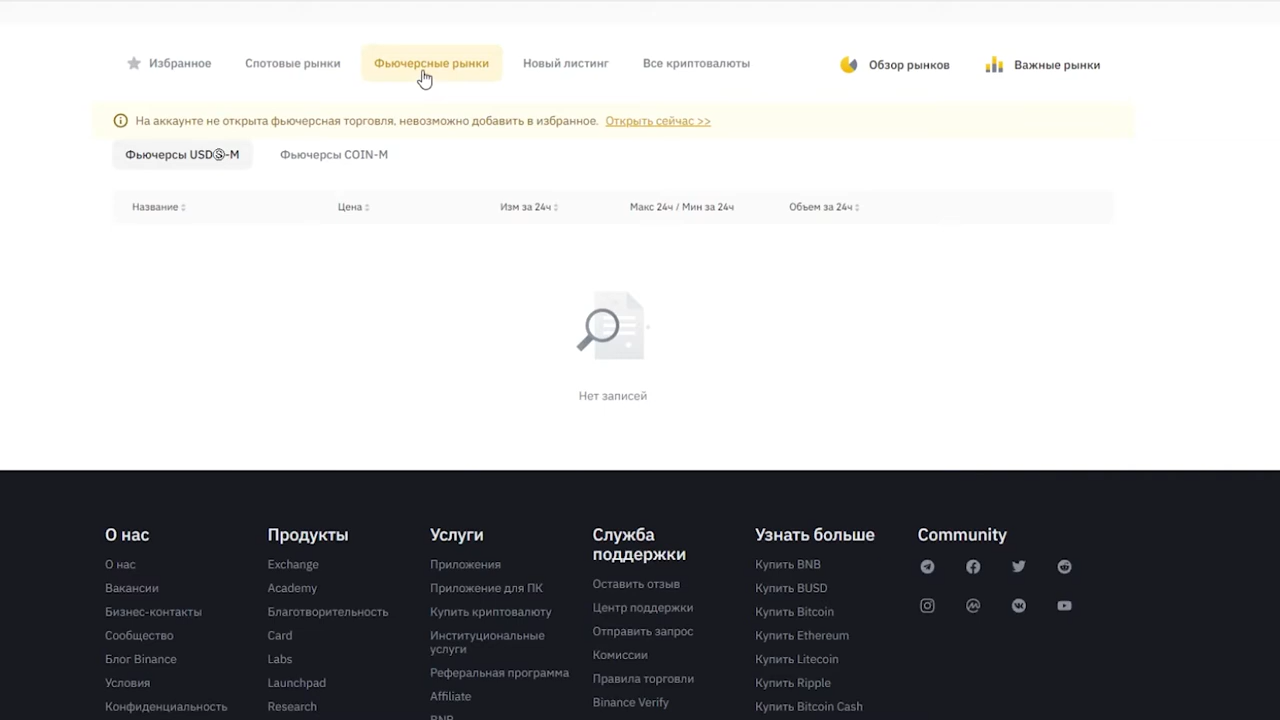 Избранное
Спотовые рынки
Фьючерсные рынки
Новый листинг
Все криптовалюты
Обзор рынков
Важные рынки
На аккаунте не открыта фьючерсная торговля, невозможно добавить в избранное. Открыть сейчас >>
Фьючерсы USDⓈ-M
Фьючерсы COIN-M
Название
Цена
Изм за 24ч
Макс 24ч / Мин за 24ч
Объем за 24ч
Нет записей
О нас
О нас
Вакансии
Бизнес-контакты
Сообщество
Блог Binance
Условия
Конфиденциальность
Продукты
Exchange
Academy
Благотворительность
Card
Labs
Launchpad
Research
Услуги
Приложения
Приложение для ПК
Купить криптовалюту
Институциональные
услуги
Реферальная программа
Affiliate
BNB
Служба
поддержки
Оставить отзыв
Центр поддержки
Отправить запрос
Комиссии
Правила торговли
Binance Verify
Узнать больше
Купить BNB
Купить BUSD
Купить Bitcoin
Купить Ethereum
Купить Litecoin
Купить Ripple
Купить Bitcoin Cash
Community